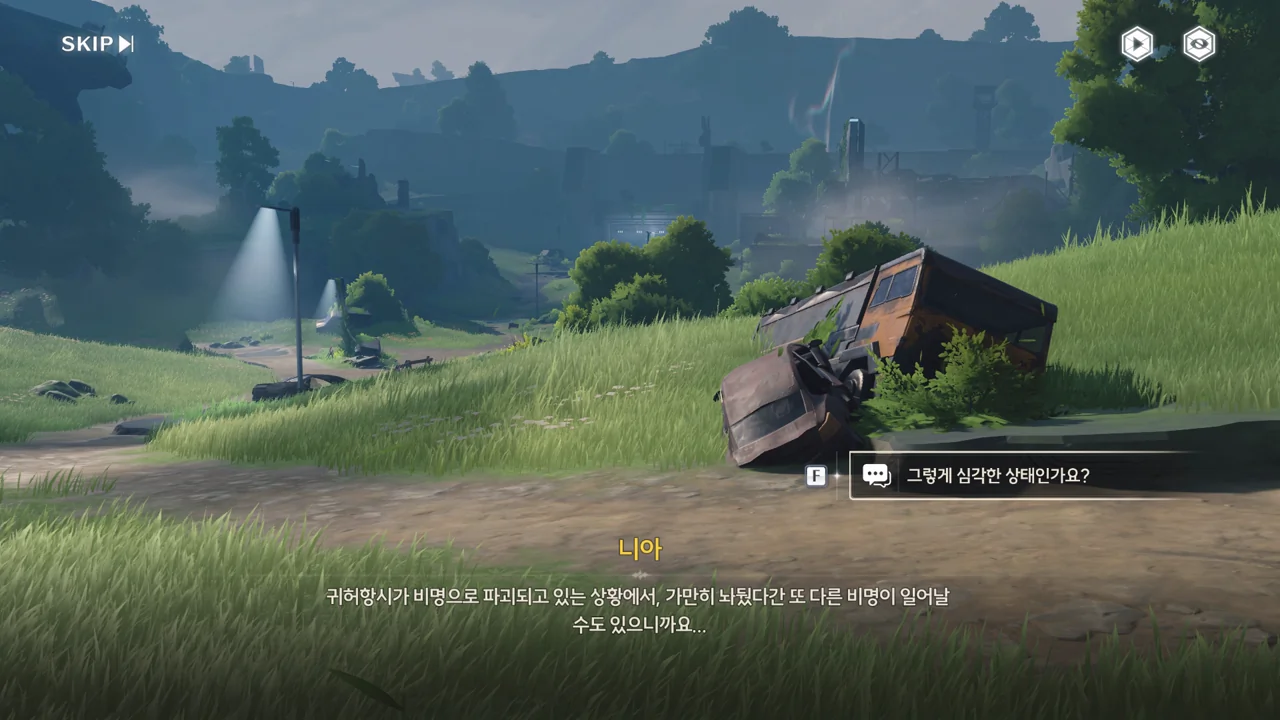 SKIP
F
그렇게 심각한 상태인가요?
니아
귀허항시가 비명으로 파괴되고 있는 상황에서, 가만히 놔뒀다간 또 다른 비명이 일어날
수도 있으니까요...